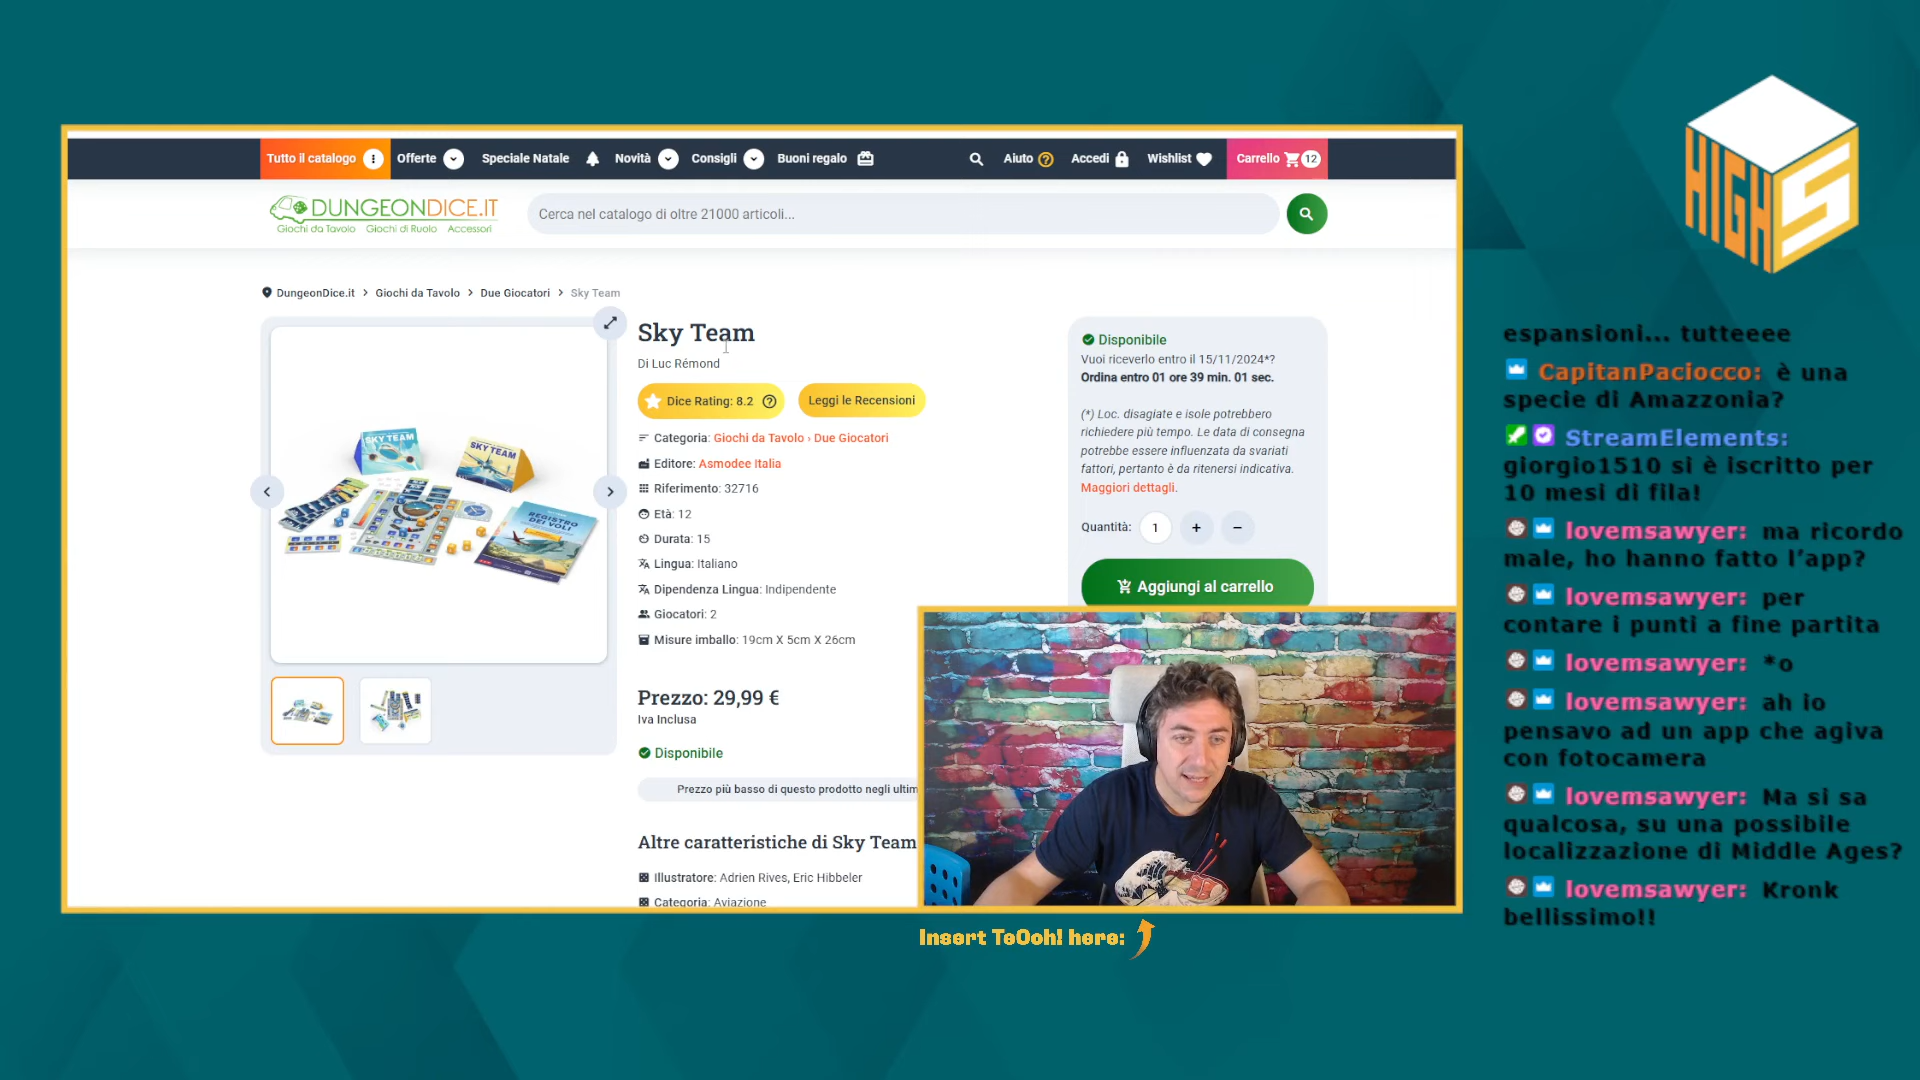 Tutto il catalogo
Offerte
Speciale Natale
Novità
Consigli
Buoni regalo
Aiuto
Accedi
Wishlist
Carrello 12
DUNGEONDICE.IT
Giochi da Tavolo Giochi di Ruolo Accessori
Cerca nel catalogo di oltre 21000 articoli...
DungeonDice.it > Giochi da Tavolo > Due Giocatori > Sky Team
SKY TEAM
SKY TEAM
REGISTRO
DEI VOLI
Sky Team
Di Luc Rémond
Dice Rating: 8.2
Leggi le Recensioni
Categoria: Giochi da Tavolo › Due Giocatori
Editore: Asmodee Italia
Riferimento: 32716
Età: 12
Durata: 15
Lingua: Italiano
Dipendenza Lingua: Indipendente
Giocatori: 2
Misure imballo: 19cm X 5cm X 26cm
Prezzo: 29,99 €
Iva Inclusa
Disponibile
Prezzo più basso di questo prodotto negli ultim
Altre caratteristiche di Sky Team
Illustratore: Adrien Rives, Eric Hibbeler
Categoria: Aviazione
Disponibile
Vuoi riceverlo entro il 15/11/2024*?
Ordina entro 01 ore 39 min. 01 sec.
(*) Loc. disagiate e isole potrebbero
richiedere più tempo. Le data di consegna
potrebbe essere influenzata da svariati
fattori, pertanto è da ritenersi indicativa.
Maggiori dettagli.
Quantità: 1 + −
Aggiungi al carrello
Insert TeOoh! here:
HIGH 5
espansioni... tutteeee
CapitanPaciocco: è una
specie di Amazzonia?
StreamElements:
giorgio1510 si è iscritto per
10 mesi di fila!
lovemsawyer: ma ricordo
male, ho hanno fatto l’app?
lovemsawyer: per
contare i punti a fine partita
lovemsawyer: *o
lovemsawyer: ah io
pensavo ad un app che agiva
con fotocamera
lovemsawyer: Ma si sa
qualcosa, su una possibile
localizzazione di Middle Ages?
lovemsawyer: Kronk
bellissimo!!